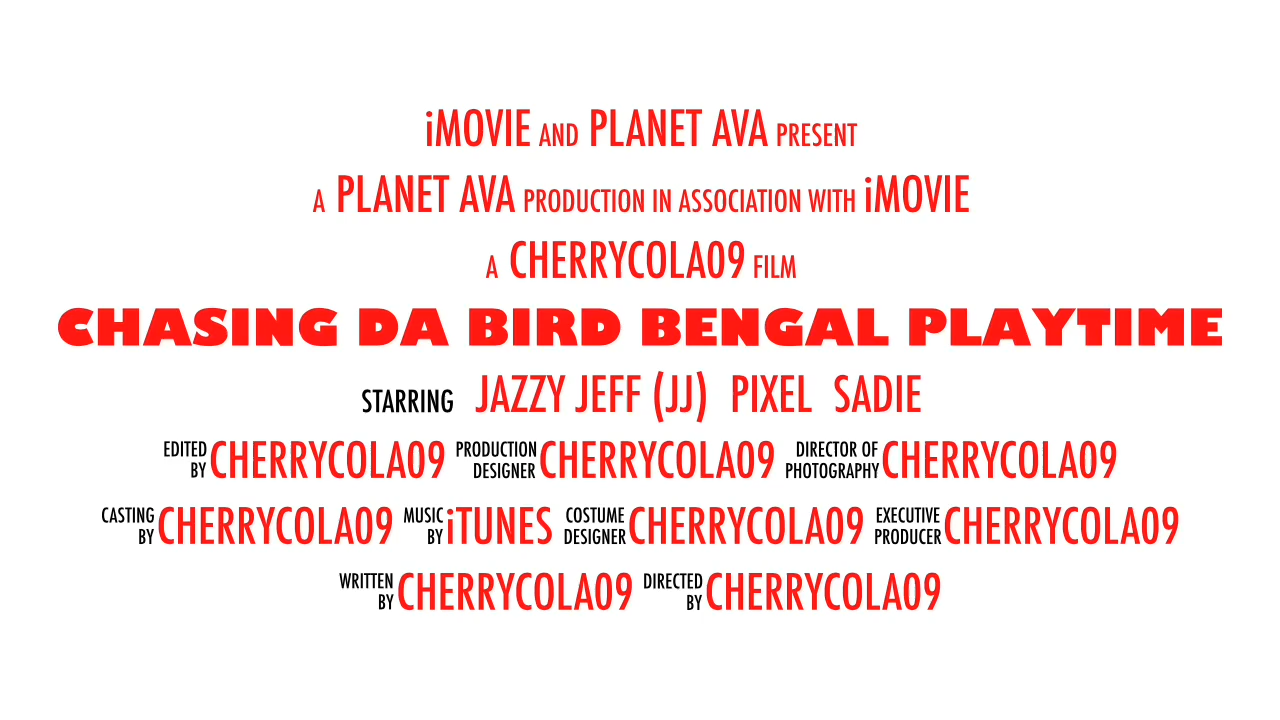 iMOVIE AND PLANET AVA PRESENT
A PLANET AVA PRODUCTION IN ASSOCIATION WITH iMOVIE
A CHERRYCOLA09 FILM
CHASING DA BIRD BENGAL PLAYTIME
STARRING JAZZY JEFF (JJ) PIXEL SADIE
EDITED BY CHERRYCOLA09 PRODUCTION DESIGNER CHERRYCOLA09 DIRECTOR OF PHOTOGRAPHY CHERRYCOLA09
CASTING BY CHERRYCOLA09 MUSIC BY iTUNES COSTUME DESIGNER CHERRYCOLA09 EXECUTIVE PRODUCER CHERRYCOLA09
WRITTEN BY CHERRYCOLA09 DIRECTED BY CHERRYCOLA09